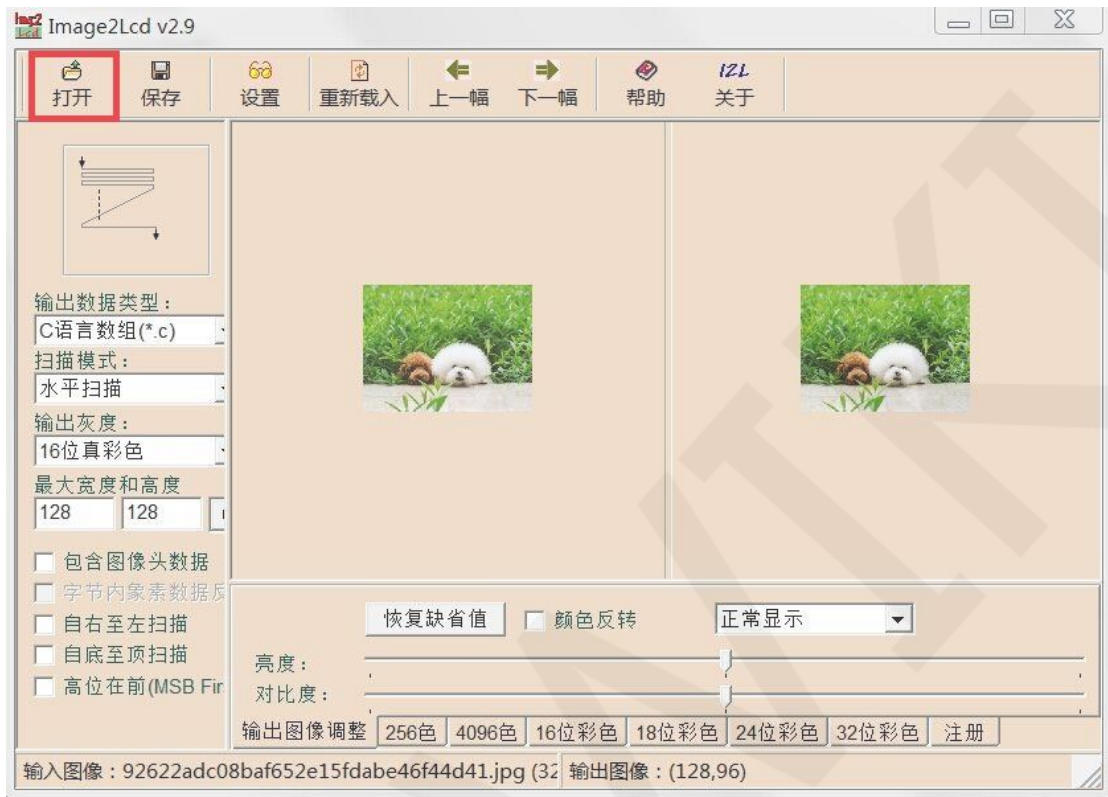 Img2 Lcd Image2Lcd v2.9
打开 保存 设置 重新载入 上一幅 下一幅 帮助 I2L 关于
输出数据类型：
C语言数组(*.c)
扫描模式：
水平扫描
输出灰度：
16位真彩色
最大宽度和高度
128 128
包含图像头数据
字节内象素数据反
自右至左扫描
自底至顶扫描
高位在前(MSB Fir
恢复缺省值 颜色反转 正常显示
亮度：
对比度：
输出图像调整 256色 4096色 16位彩色 18位彩色 24位彩色 32位彩色 注册
输入图像：92622adc08baf652e15fdabe46f44d41.jpg (32 输出图像：(128,96)